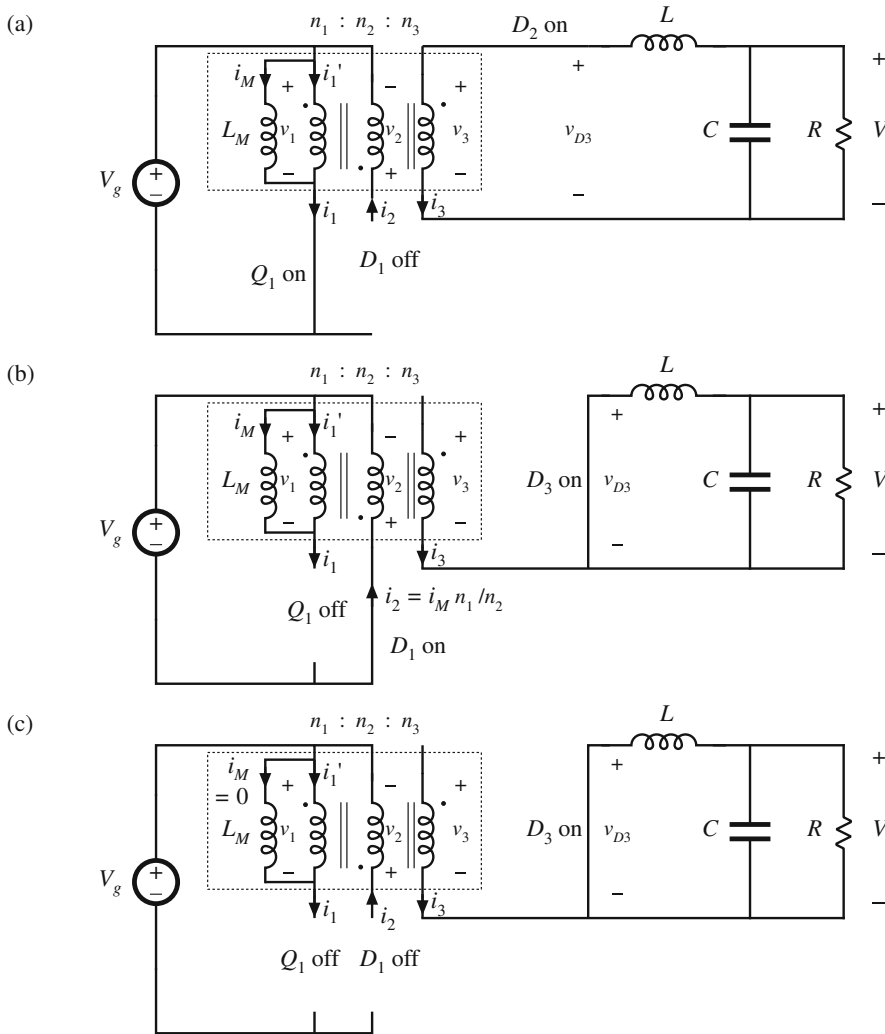 (a)
n1 : n2 : n3
D2 on
L
iM
i1'
+
−
+
+
+
LM
v1
v2
v3
vD3
C
R
V
Vg
+
−
−
+
−
−
−
i1
i2
i3
Q1 on
D1 off
(b)
n1 : n2 : n3
L
iM
i1'
+
−
+
+
+
LM
v1
v2
v3
D3 on
vD3
C
R
V
Vg
+
−
−
+
−
−
−
i1
i3
Q1 off
i2 = iM n1 /n2
D1 on
(c)
n1 : n2 : n3
L
iM
= 0
i1'
+
−
+
+
+
LM
v1
v2
v3
D3 on
vD3
C
R
V
Vg
+
−
−
+
−
−
−
i1
i2
i3
Q1 off
D1 off